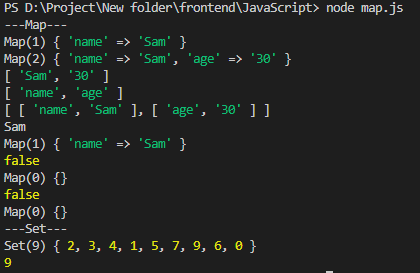 PS D:\Project\New folder\frontend\JavaScript> node map.js
---Map---
Map(1) { 'name' => 'Sam' }
Map(2) { 'name' => 'Sam', 'age' => '30' }
[ 'Sam', '30' ]
[ 'name', 'age' ]
[ [ 'name', 'Sam' ], [ 'age', '30' ] ]
Sam
Map(1) { 'name' => 'Sam' }
false
Map(0) {}
false
Map(0) {}
---Set---
Set(9) { 2, 3, 4, 1, 5, 7, 9, 6, 0 }
9